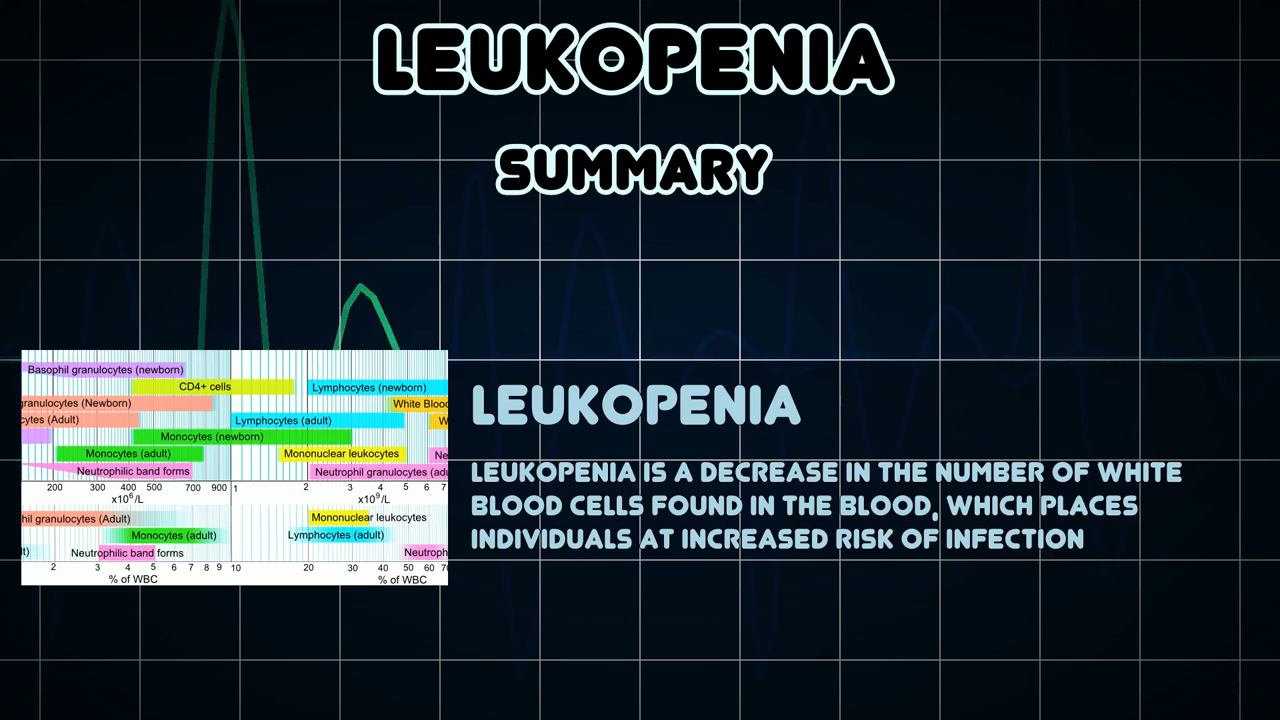 LEUKOPENIA
SUMMARY
Basophil granulocytes (newborn)
CD4+ cells
Lymphocytes (newborn)
granulocytes (Newborn)
White Blood
cytes (Adult)
Lymphocytes (adult)
W
Monocytes (newborn)
Monocytes (adult)
Mononuclear leukocytes
Ne
Neutrophilic band forms
Neutrophil granulocytes (adu
200 300 400 500 700 900 1 2 3 4 5 6 7
x10⁶/L x10⁹/L
hil granulocytes (Adult)
Mononuclear leukocytes
Monocytes (adult)
Lymphocytes (adult)
lt)
Neutrophilic band forms
Neutroph
2 3 4 5 6 7 8 9 10 20 30 40 50 60 70
% of WBC % of WBC
LEUKOPENIA
LEUKOPENIA IS A DECREASE IN THE NUMBER OF WHITE
BLOOD CELLS FOUND IN THE BLOOD, WHICH PLACES
INDIVIDUALS AT INCREASED RISK OF INFECTION